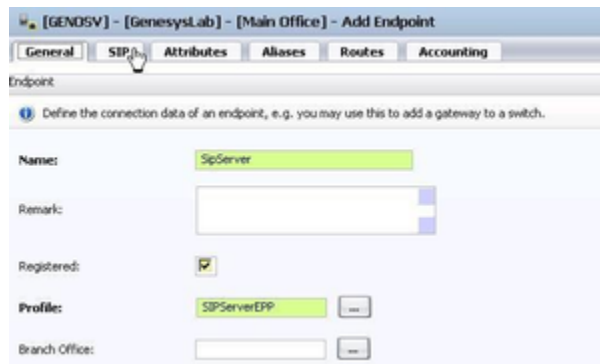 [GENOSV] - [GenesysLab] - [Main Office] - Add Endpoint
General SIP Attributes Aliases Routes Accounting
Endpoint
Define the connection data of an endpoint, e.g. you may use this to add a gateway to a switch.
Name: SipServer
Remark:
Registered:
Profile: SIPServerEPP ...
Branch Office: ...